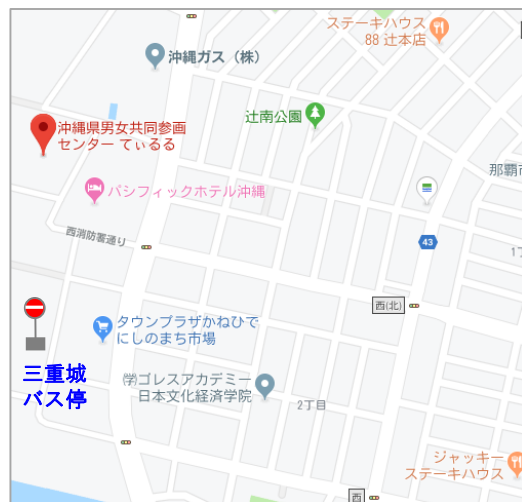 ステーキハウス
88 辻本店
沖縄ガス（株）
辻南公園
沖縄県男女共同参画
センター てぃるる
那覇市
パシフィックホテル沖縄
西消防署通り
43
1丁
西(北)
タウンプラザかねひで
にしのまち市場
三重城
バス停
㈻ゴレスアカデミー
日本文化経済学院
2丁目
ジャッキー
ステーキハウス
西